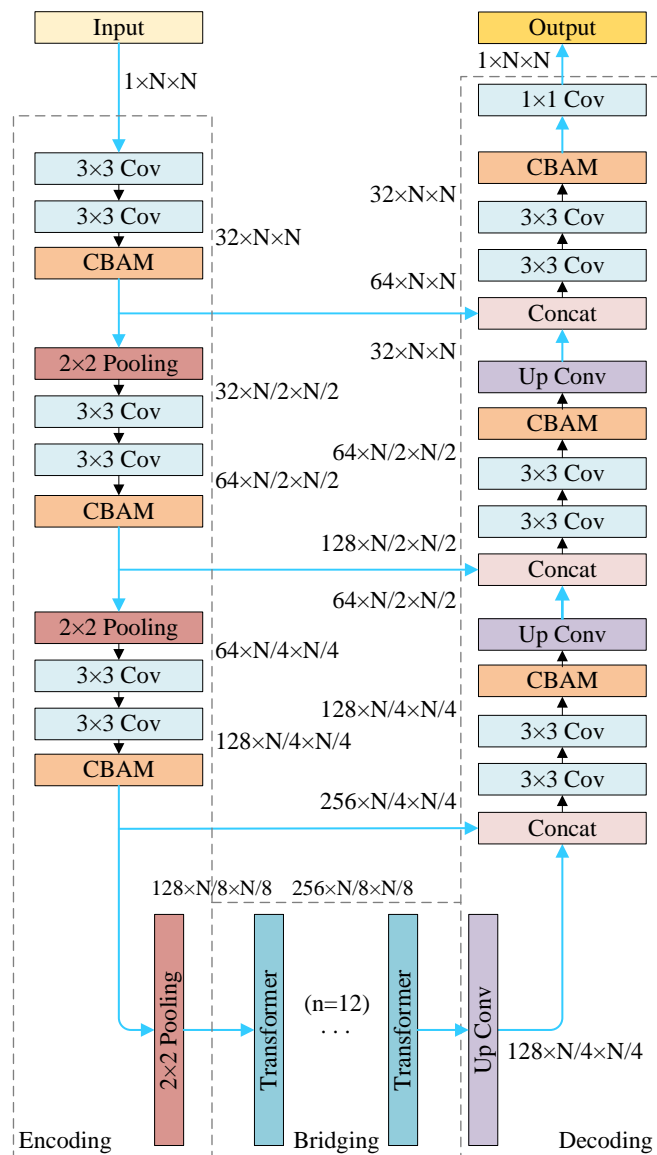 Input
1×N×N
3×3 Cov
3×3 Cov
32×N×N
CBAM
2×2 Pooling
32×N/2×N/2
3×3 Cov
3×3 Cov
64×N/2×N/2
CBAM
2×2 Pooling
64×N/4×N/4
3×3 Cov
3×3 Cov
128×N/4×N/4
CBAM
128×N/8×N/8
2×2 Pooling
Encoding
256×N/8×N/8
Transformer
(n=12)
. . .
Transformer
Bridging
Output
1×N×N
1×1 Cov
CBAM
32×N×N
3×3 Cov
3×3 Cov
64×N×N
Concat
32×N×N
Up Conv
CBAM
64×N/2×N/2
3×3 Cov
3×3 Cov
128×N/2×N/2
Concat
64×N/2×N/2
Up Conv
CBAM
128×N/4×N/4
3×3 Cov
3×3 Cov
256×N/4×N/4
Concat
Up Conv
128×N/4×N/4
Decoding